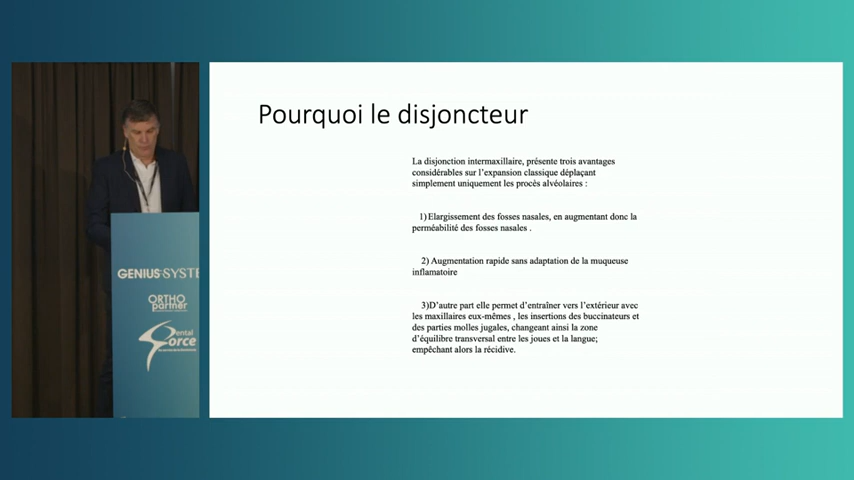 Pourquoi le disjoncteur
La disjonction intermaxillaire, présente trois avantages
considérables sur l'expansion classique déplaçant
simplement uniquement les procès alvéolaires :
1) Elargissement des fosses nasales, en augmentant donc la
perméabilité des fosses nasales .
2) Augmentation rapide sans adaptation de la muqueuse
inflamatoire
3)D'autre part elle permet d'entraîner vers l'extérieur avec
les maxillaires eux-mêmes , les insertions des buccinateurs et
des parties molles jugales, changeant ainsi la zone
d'équilibre transversal entre les joues et la langue;
empêchant alors la récidive.
GENIUS SYSTE
ORTHO
partner
Dental
Force